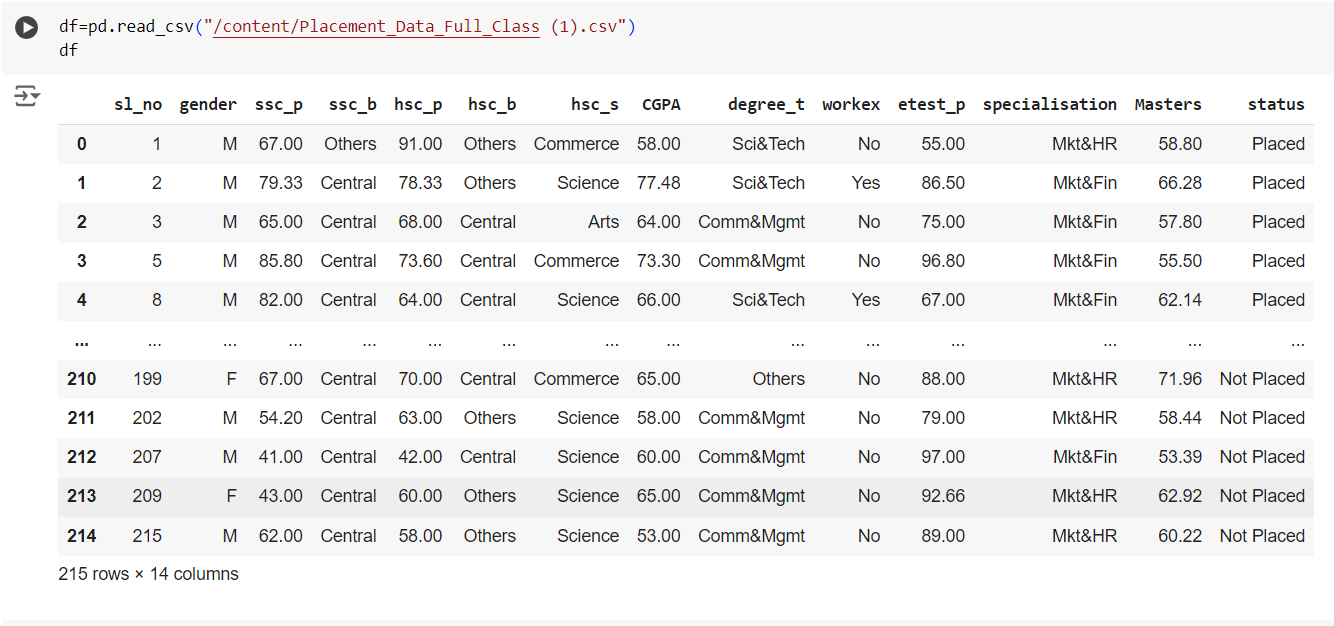 df=pd.read_csv("/content/Placement_Data_Full_Class (1).csv")
df
sl_no gender ssc_p ssc_b hsc_p hsc_b hsc_s CGPA degree_t workex etest_p specialisation Masters status
0 1 M 67.00 Others 91.00 Others Commerce 58.00 Sci&Tech No 55.00 Mkt&HR 58.80 Placed
1 2 M 79.33 Central 78.33 Others Science 77.48 Sci&Tech Yes 86.50 Mkt&Fin 66.28 Placed
2 3 M 65.00 Central 68.00 Central Arts 64.00 Comm&Mgmt No 75.00 Mkt&Fin 57.80 Placed
3 5 M 85.80 Central 73.60 Central Commerce 73.30 Comm&Mgmt No 96.80 Mkt&Fin 55.50 Placed
4 8 M 82.00 Central 64.00 Central Science 66.00 Sci&Tech Yes 67.00 Mkt&Fin 62.14 Placed
... ... ... ... ... ... ... ... ... ... ... ... ... ... ...
210 199 F 67.00 Central 70.00 Central Commerce 65.00 Others No 88.00 Mkt&HR 71.96 Not Placed
211 202 M 54.20 Central 63.00 Others Science 58.00 Comm&Mgmt No 79.00 Mkt&HR 58.44 Not Placed
212 207 M 41.00 Central 42.00 Central Science 60.00 Comm&Mgmt No 97.00 Mkt&Fin 53.39 Not Placed
213 209 F 43.00 Central 60.00 Others Science 65.00 Comm&Mgmt No 92.66 Mkt&HR 62.92 Not Placed
214 215 M 62.00 Central 58.00 Others Science 53.00 Comm&Mgmt No 89.00 Mkt&HR 60.22 Not Placed
215 rows × 14 columns